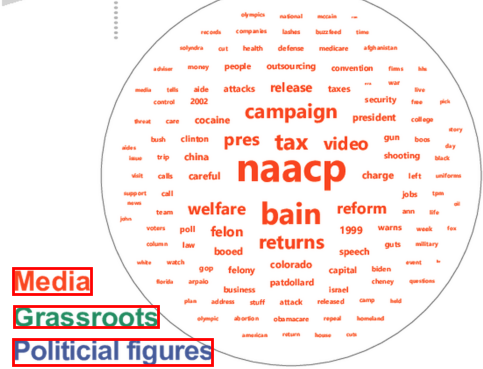 olympics national mccain
records companies lashes buzzfeed time
solyndra cut health defense medicare afghanistan
adviser money people outsourcing convention firms kite
media talks aide attacks release taxes war live
control 2002 security free pick
campaign
threat care cocaine president college
story
bush clinton pres tax video gun boos
aides day
issue trip china shooting black
naacp
visit calls careful charge left uniforms
support call jobs tpm
news oil
team welfare bain reform ann life
john
voters poll felon 1999 warns week fox
column law returns guts military
booed speech
white watch event
gop felony colorado capital biden
florida arpaio patdollard cheney questions
business israel
plan address stuff attack released camp held
olympic abortion obamacare repeal homeland
american return house cuts
Media
Grassroots
Politicial figures